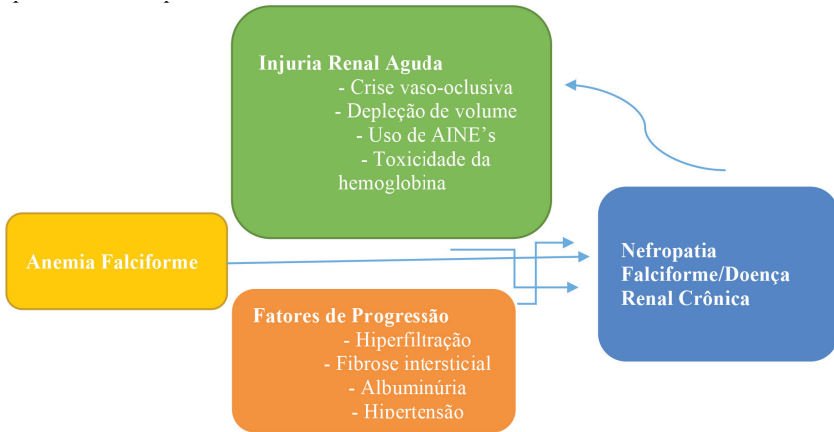 Injuria Renal Aguda
- Crise vaso-oclusiva
- Depleção de volume
- Uso de AINE’s
- Toxicidade da
hemoglobina
Anemia Falciforme
Nefropatia
Falciforme/Doença
Renal Crônica
Fatores de Progressão
- Hiperfiltração
- Fibrose intersticial
- Albuminúria
- Hipertensão